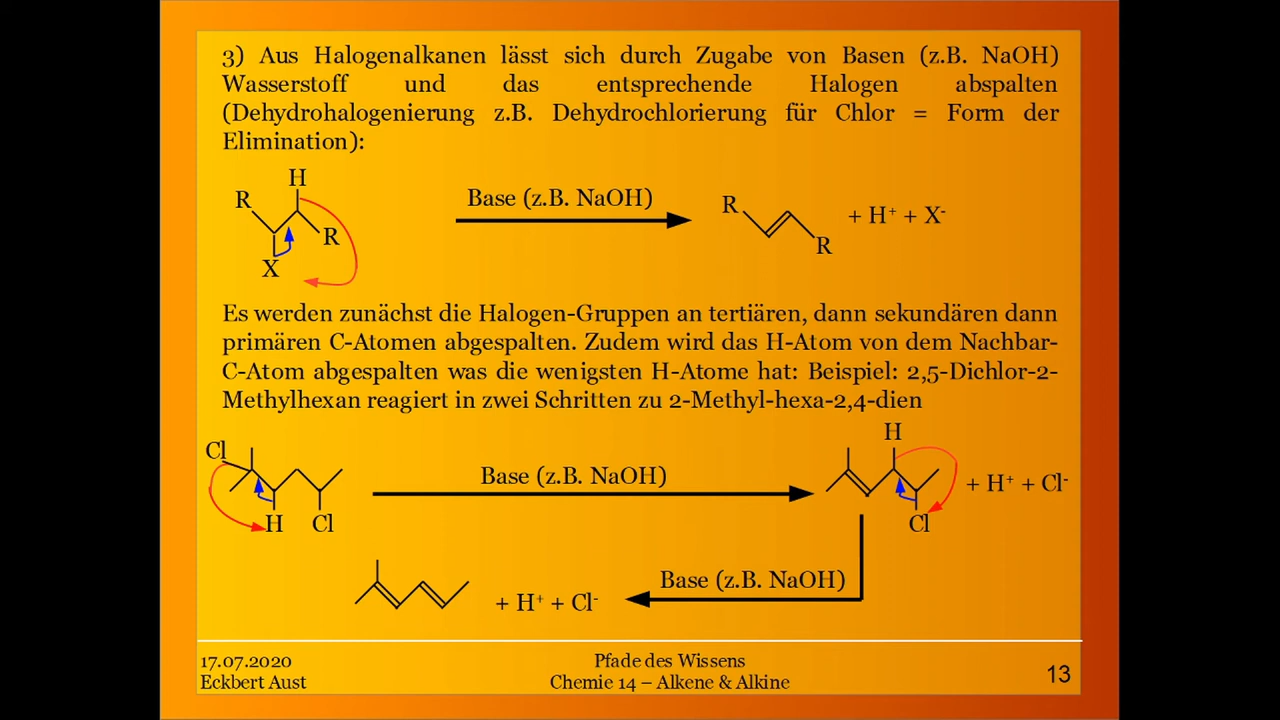 3) Aus Halogenalkanen lässt sich durch Zugabe von Basen (z.B. NaOH)
Wasserstoff und das entsprechende Halogen abspalten
(Dehydrohalogenierung z.B. Dehydrochlorierung für Chlor = Form der
Elimination):
H
R
R
X
Base (z.B. NaOH)
R
R
+ H⁺ + X⁻
Es werden zunächst die Halogen-Gruppen an tertiären, dann sekundären dann
primären C-Atomen abgespalten. Zudem wird das H-Atom von dem Nachbar-
C-Atom abgespalten was die wenigsten H-Atome hat: Beispiel: 2,5-Dichlor-2-
Methylhexan reagiert in zwei Schritten zu 2-Methyl-hexa-2,4-dien
Cl
H
Cl
Base (z.B. NaOH)
H
Cl
+ H⁺ + Cl⁻
Base (z.B. NaOH)
+ H⁺ + Cl⁻
17.07.2020
Eckbert Aust
Pfade des Wissens
Chemie 14 – Alkene & Alkine
13